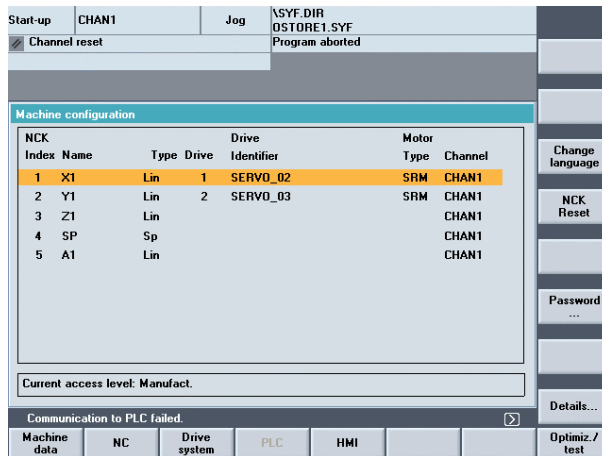 Start-up CHAN1 Jog \SYF.DIR
OSTORE1.SYF
Channel reset Program aborted
Machine configuration
NCK Drive Motor
Index Name Type Drive Identifier Type Channel
1 X1 Lin 1 SERVO_02 SRM CHAN1
2 Y1 Lin 2 SERVO_03 SRM CHAN1
3 Z1 Lin CHAN1
4 SP Sp CHAN1
5 A1 Lin CHAN1
Current access level: Manufact.
Communication to PLC failed.
Change
language
NCK
Reset
Password
...
Details...
Machine
data
NC
Drive
system
PLC
HMI
Optimiz./
test